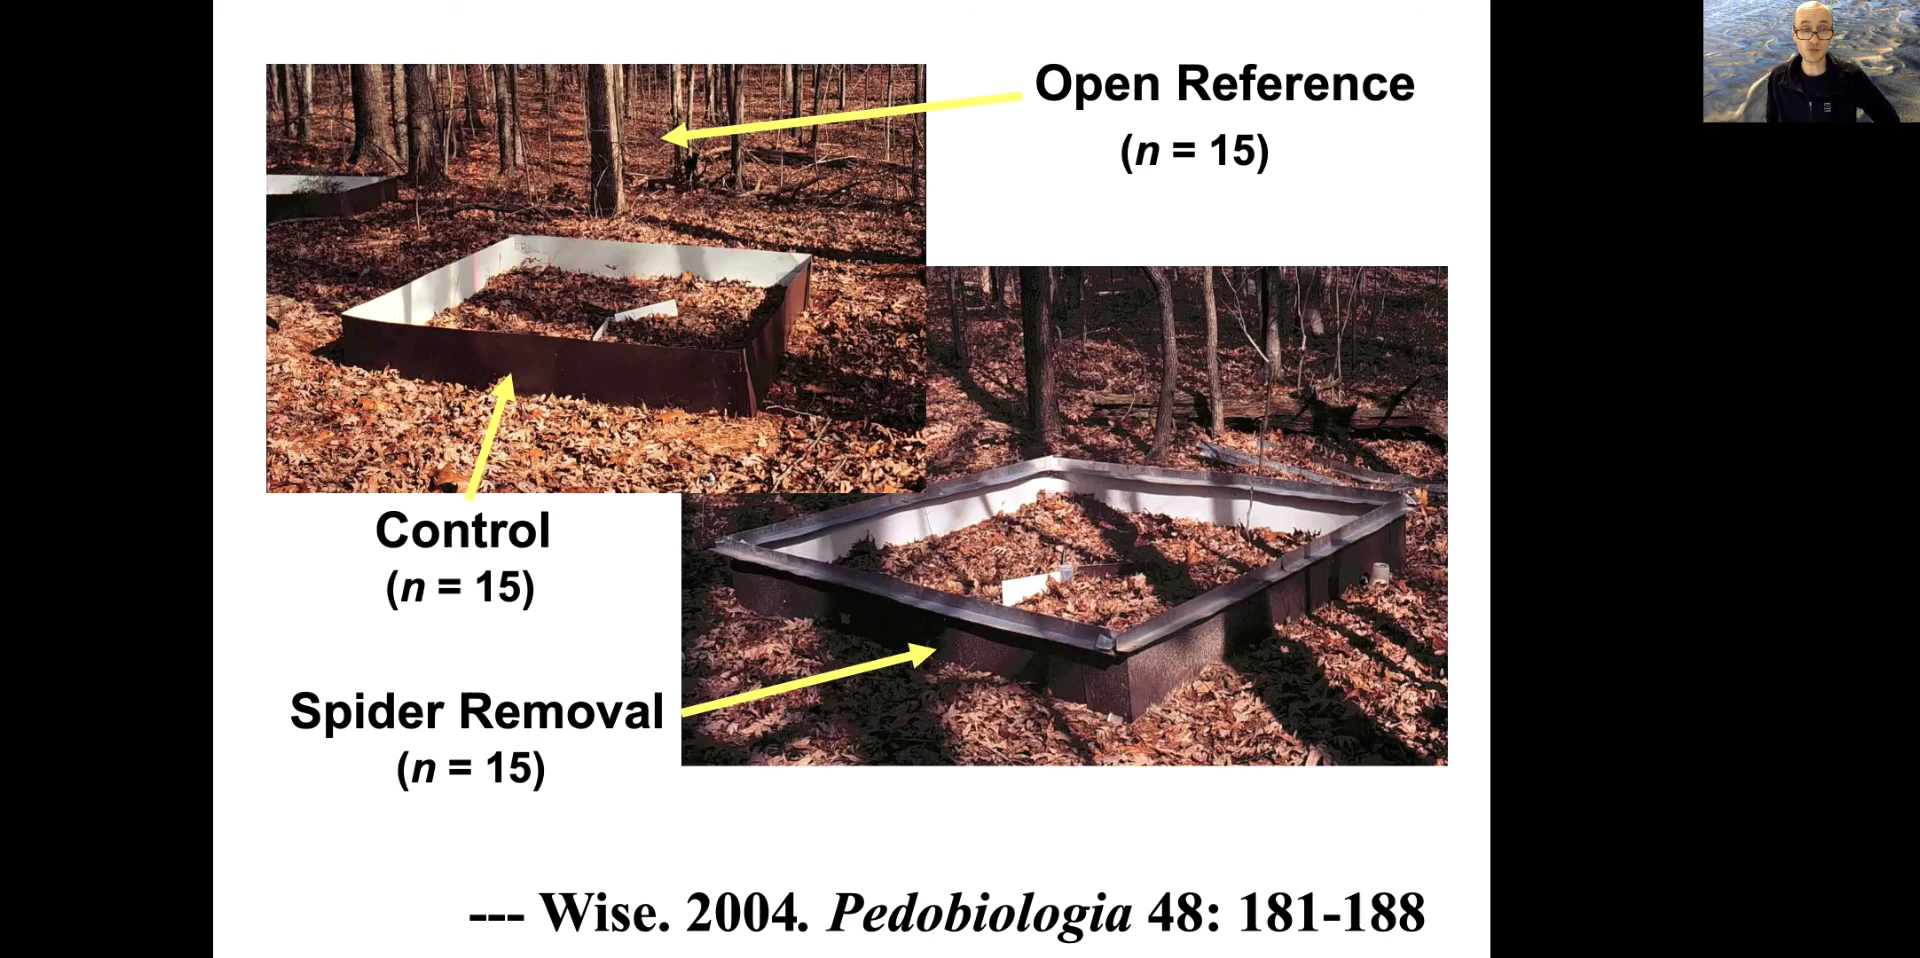 Open Reference
(n = 15)
Control
(n = 15)
Spider Removal
(n = 15)
--- Wise. 2004. Pedobiologia 48: 181-188